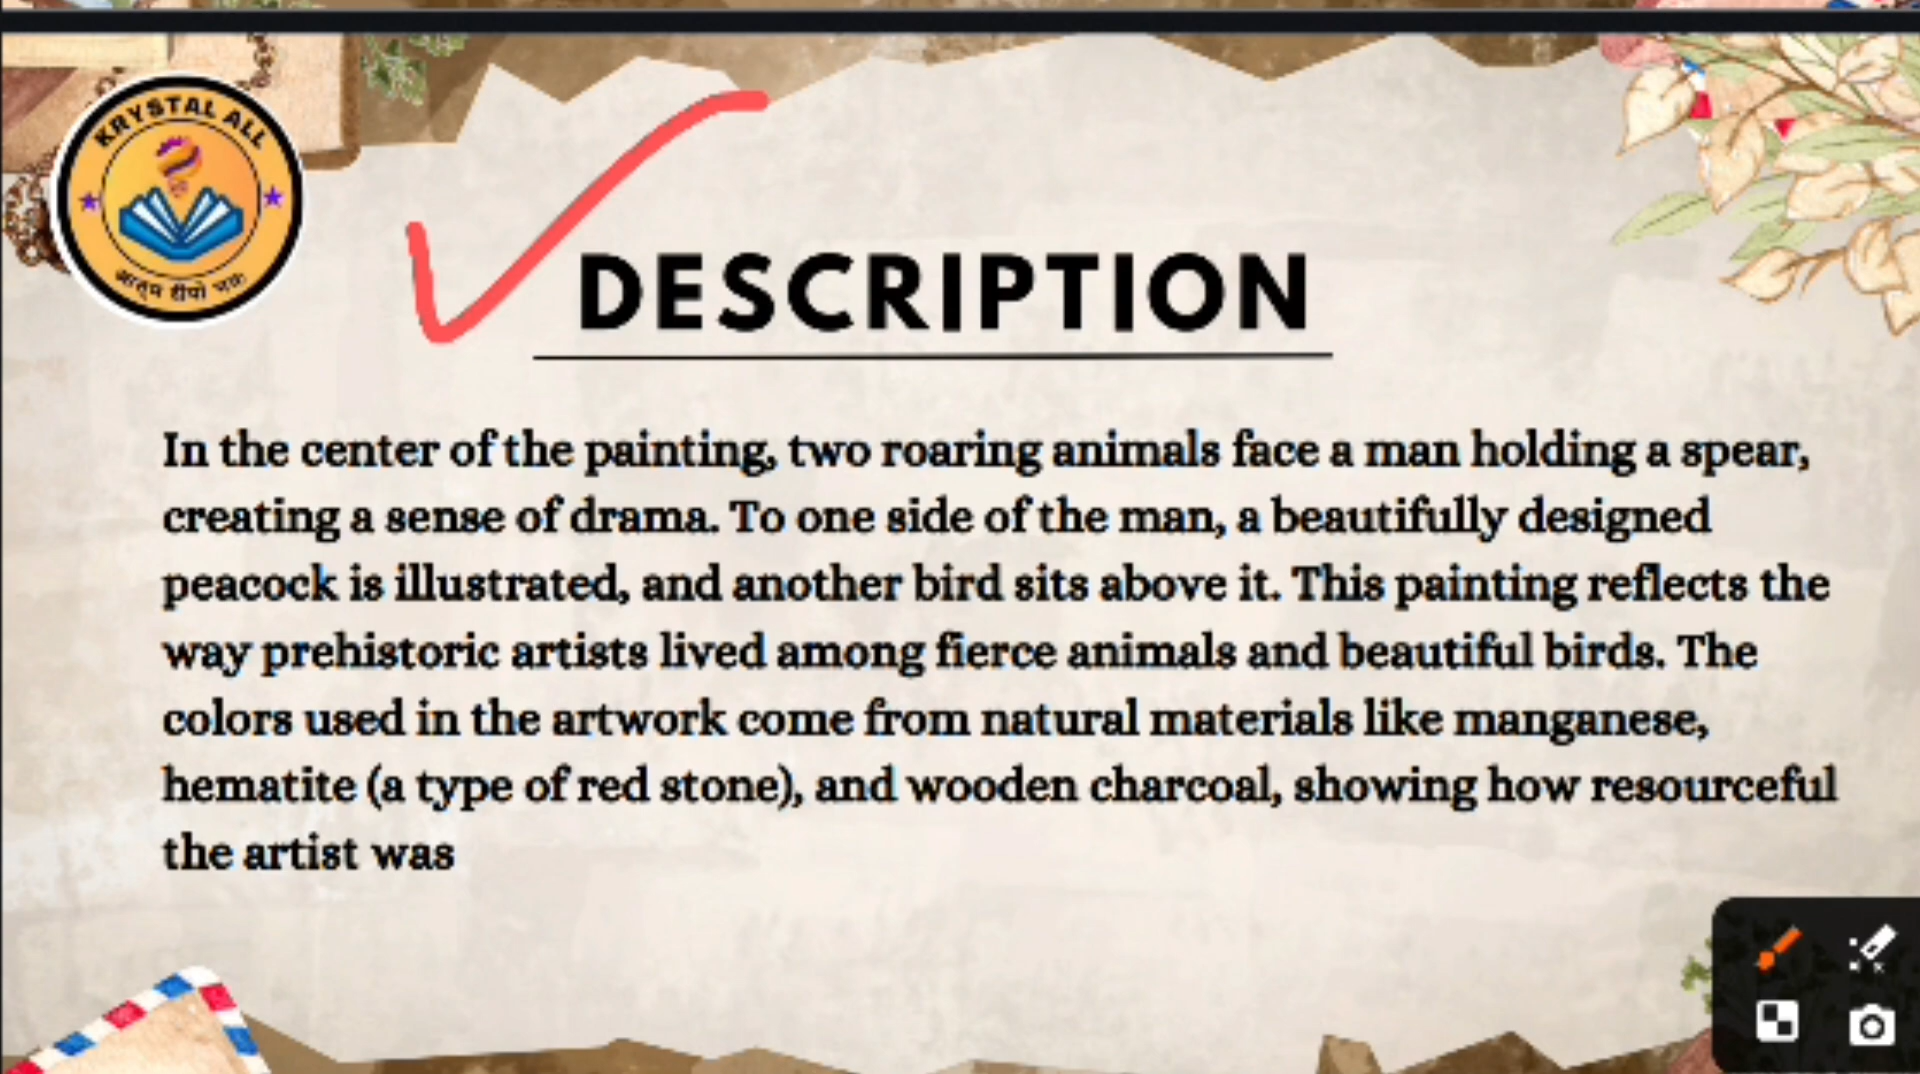 KRYSTAL ALL
DESCRIPTION
In the center of the painting, two roaring animals face a man holding a spear,
creating a sense of drama. To one side of the man, a beautifully designed
peacock is illustrated, and another bird sits above it. This painting reflects the
way prehistoric artists lived among fierce animals and beautiful birds. The
colors used in the artwork come from natural materials like manganese,
hematite (a type of red stone), and wooden charcoal, showing how resourceful
the artist was